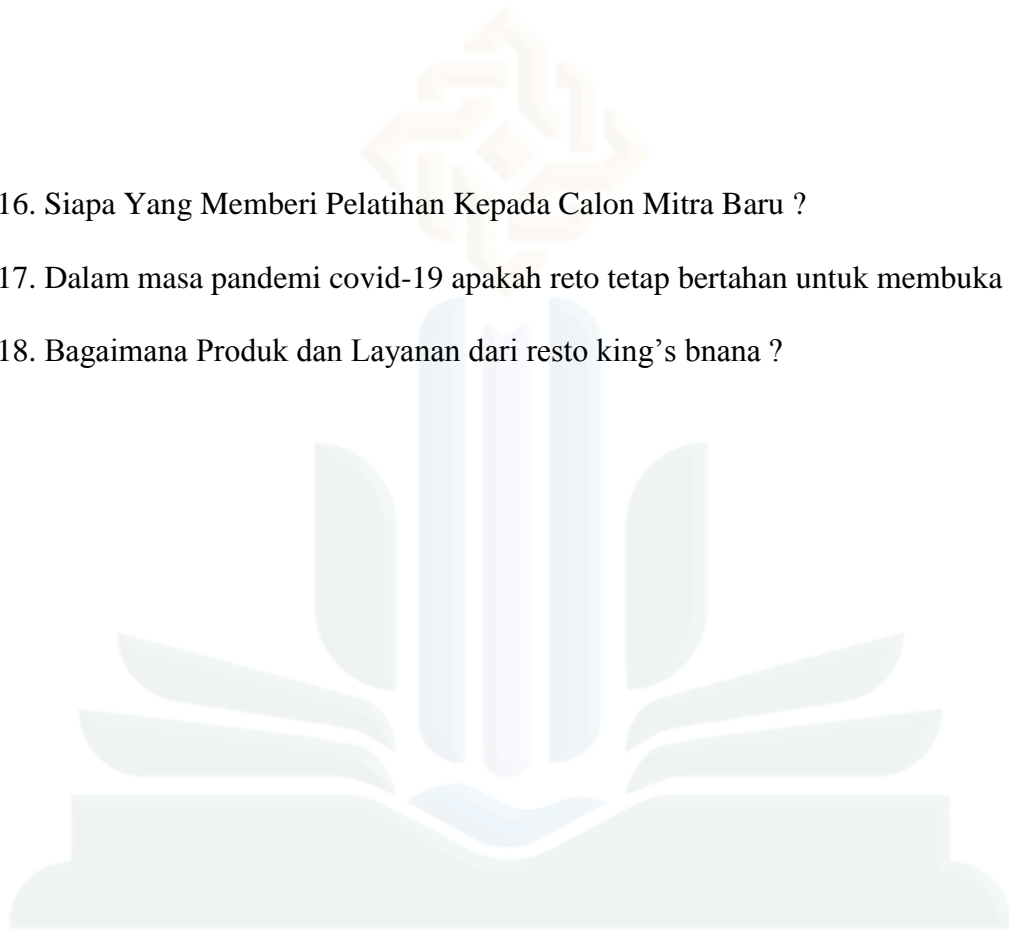 16. Siapa Yang Memberi Pelatihan Kepada Calon Mitra Baru ?
17. Dalam masa pandemi covid-19 apakah reto tetap bertahan untuk membuka
18. Bagaimana Produk dan Layanan dari resto king’s bnana ?